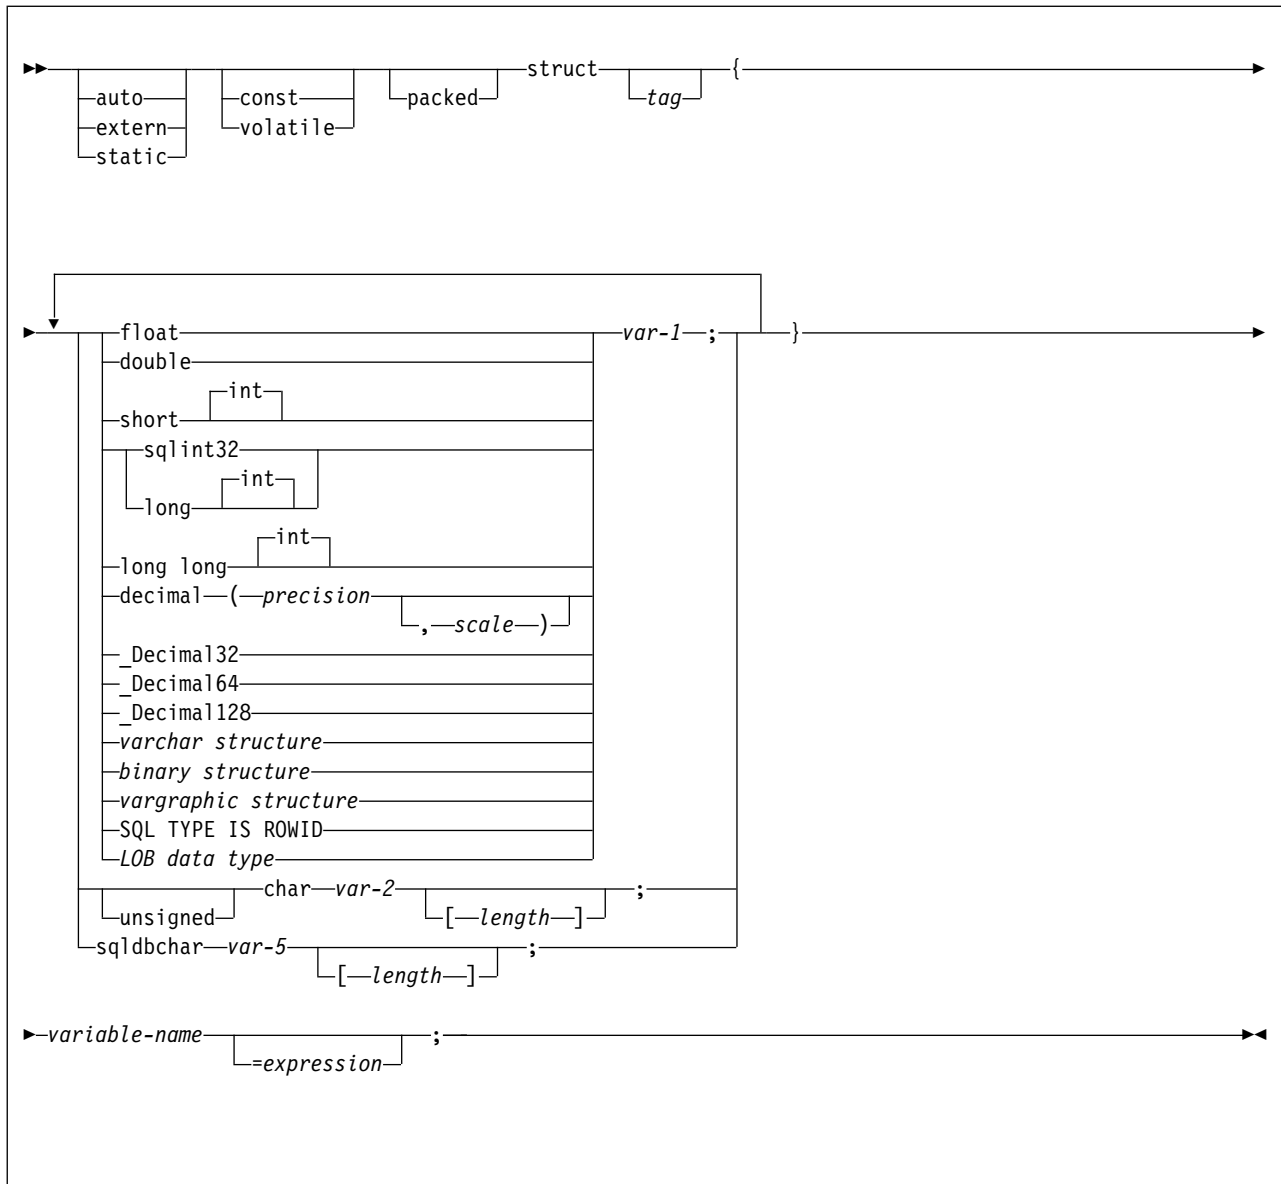 struct {
auto const packed tag
extern volatile
static
float var-1 ; }
double
int
short
sqlint32
int
long
int
long long
decimal ( precision
, scale )
_Decimal32
_Decimal64
_Decimal128
varchar structure
binary structure
vargraphic structure
SQL TYPE IS ROWID
LOB data type
char var-2 ;
unsigned [ length ]
sqldbchar var-5 ;
[ length ]
variable-name ;
=expression